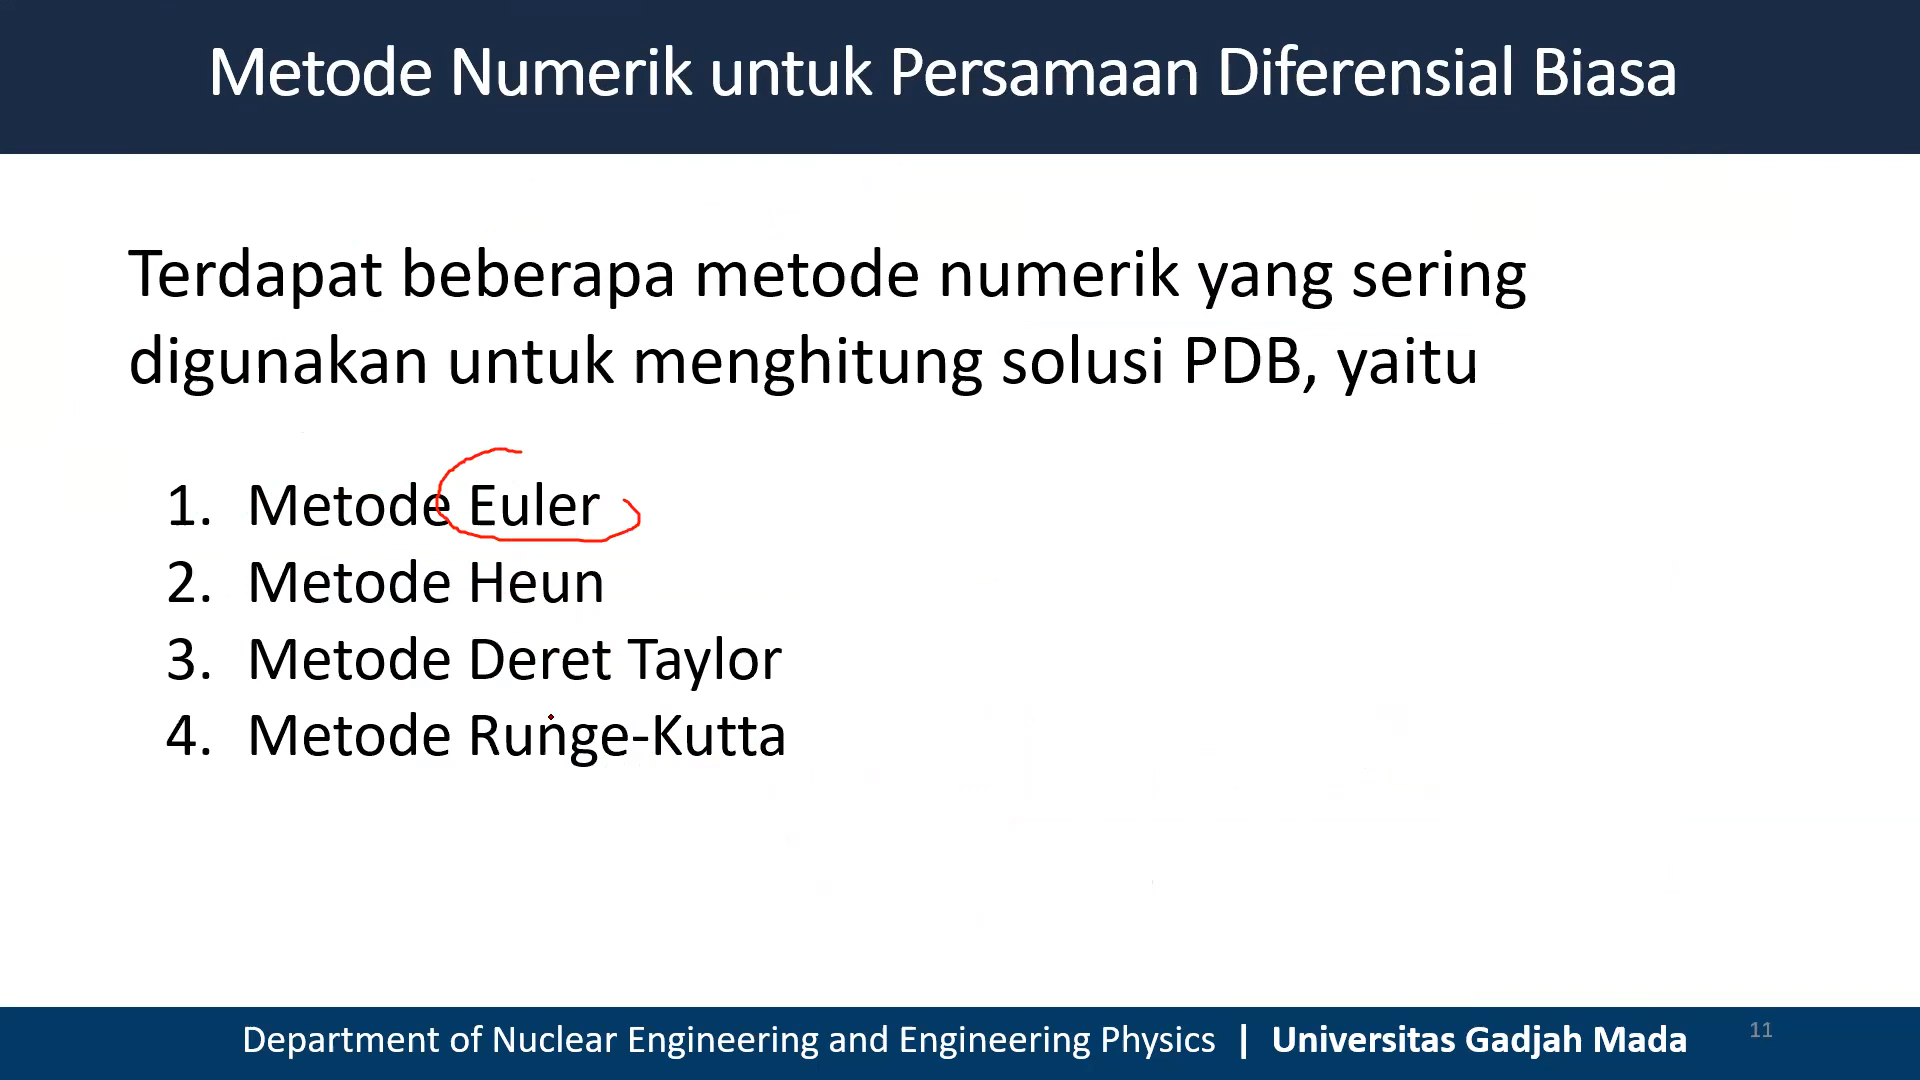 Metode Numerik untuk Persamaan Diferensial Biasa
Terdapat beberapa metode numerik yang sering
digunakan untuk menghitung solusi PDB, yaitu
1. Metode Euler
2. Metode Heun
3. Metode Deret Taylor
4. Metode Runge-Kutta
Department of Nuclear Engineering and Engineering Physics | Universitas Gadjah Mada 11